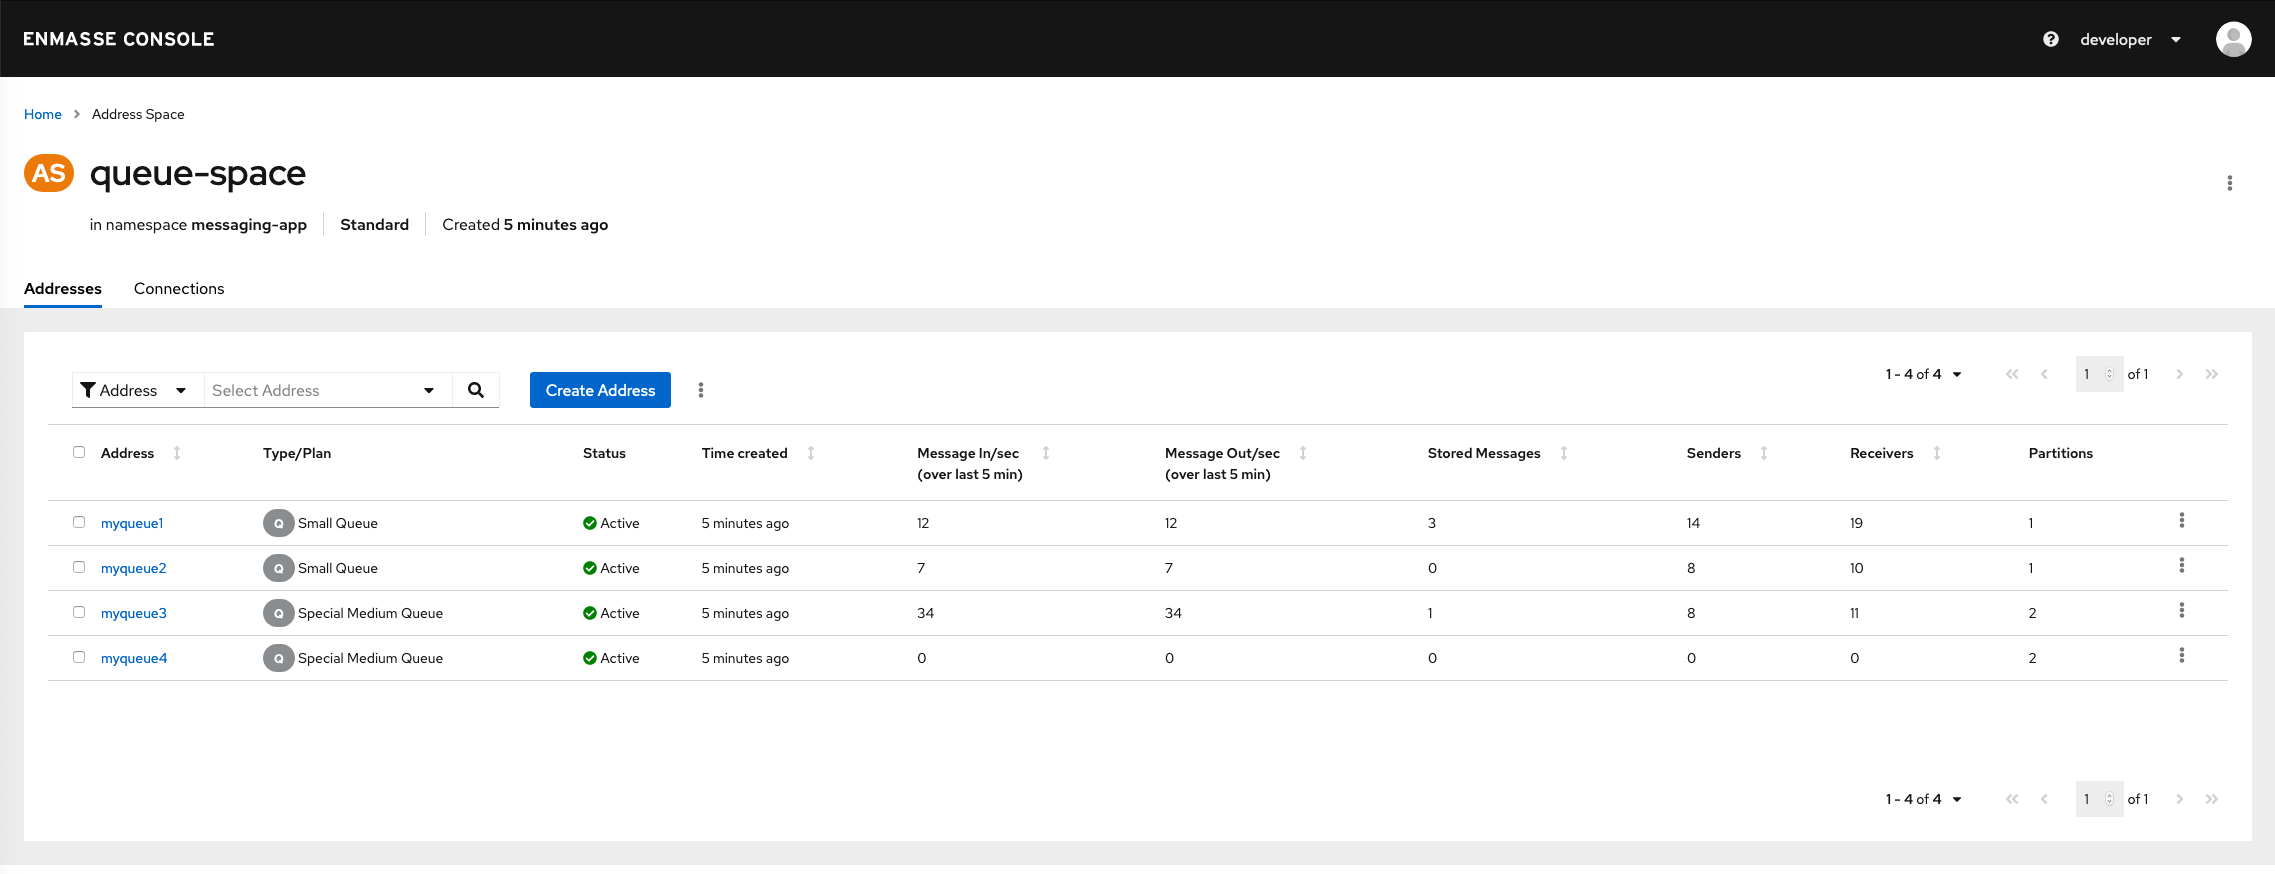 ENMASSE CONSOLE
developer
Home Address Space
AS queue-space
in namespace messaging-app Standard Created 5 minutes ago
Addresses Connections
Address Select Address Create Address 1 - 4 of 4 1 of 1
Address Type/Plan Status Time created Message In/sec Message Out/sec Stored Messages Senders Receivers Partitions
(over last 5 min) (over last 5 min)
myqueue1 Q Small Queue Active 5 minutes ago 12 12 3 14 19 1
myqueue2 Q Small Queue Active 5 minutes ago 7 7 0 8 10 1
myqueue3 Q Special Medium Queue Active 5 minutes ago 34 34 1 8 11 2
myqueue4 Q Special Medium Queue Active 5 minutes ago 0 0 0 0 0 2
1 - 4 of 4 1 of 1